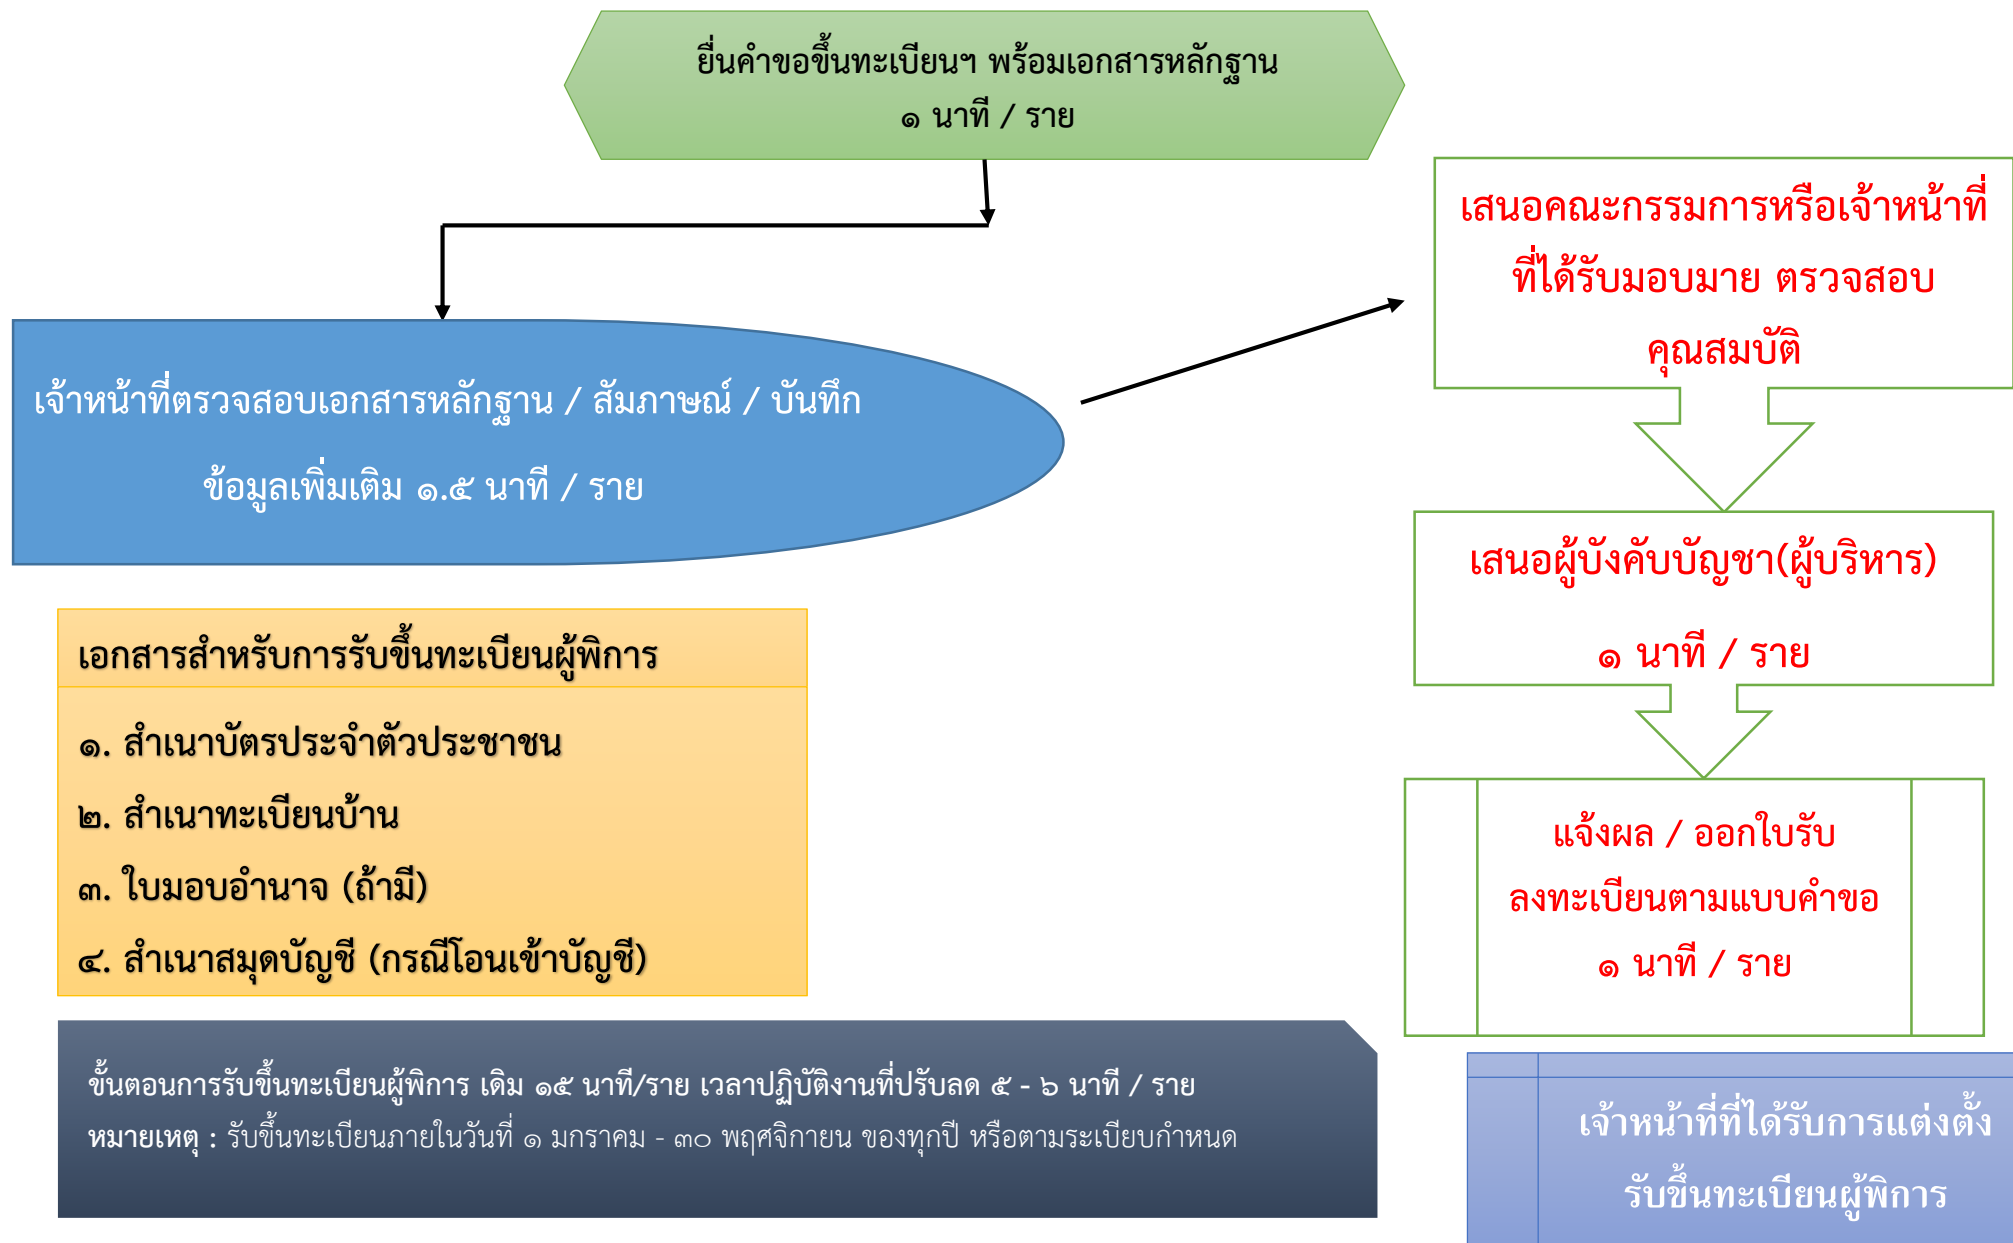 ยื่นคำขอขึ้นทะเบียนฯ พร้อมเอกสารหลักฐาน
๑ นาที / ราย
เจ้าหน้าที่ตรวจสอบเอกสารหลักฐาน / สัมภาษณ์ / บันทึก
ข้อมูลเพิ่มเติม ๑.๕ นาที / ราย
เสนอคณะกรรมการหรือเจ้าหน้าที่
ที่ได้รับมอบมาย ตรวจสอบ
คุณสมบัติ
เสนอผู้บังคับบัญชา(ผู้บริหาร)
๑ นาที / ราย
แจ้งผล / ออกใบรับ
ลงทะเบียนตามแบบคำขอ
๑ นาที / ราย
เอกสารสำหรับการรับขึ้นทะเบียนผู้พิการ
๑. สำเนาบัตรประจำตัวประชาชน
๒. สำเนาทะเบียนบ้าน
๓. ใบมอบอำนาจ (ถ้ามี)
๔. สำเนาสมุดบัญชี (กรณีโอนเข้าบัญชี)
ขั้นตอนการรับขึ้นทะเบียนผู้พิการ เดิม ๑๕ นาที/ราย เวลาปฏิบัติงานที่ปรับลด ๕ - ๖ นาที / ราย
หมายเหตุ : รับขึ้นทะเบียนภายในวันที่ ๑ มกราคม - ๓๐ พฤศจิกายน ของทุกปี หรือตามระเบียบกำหนด
เจ้าหน้าที่ที่ได้รับการแต่งตั้ง
รับขึ้นทะเบียนผู้พิการ